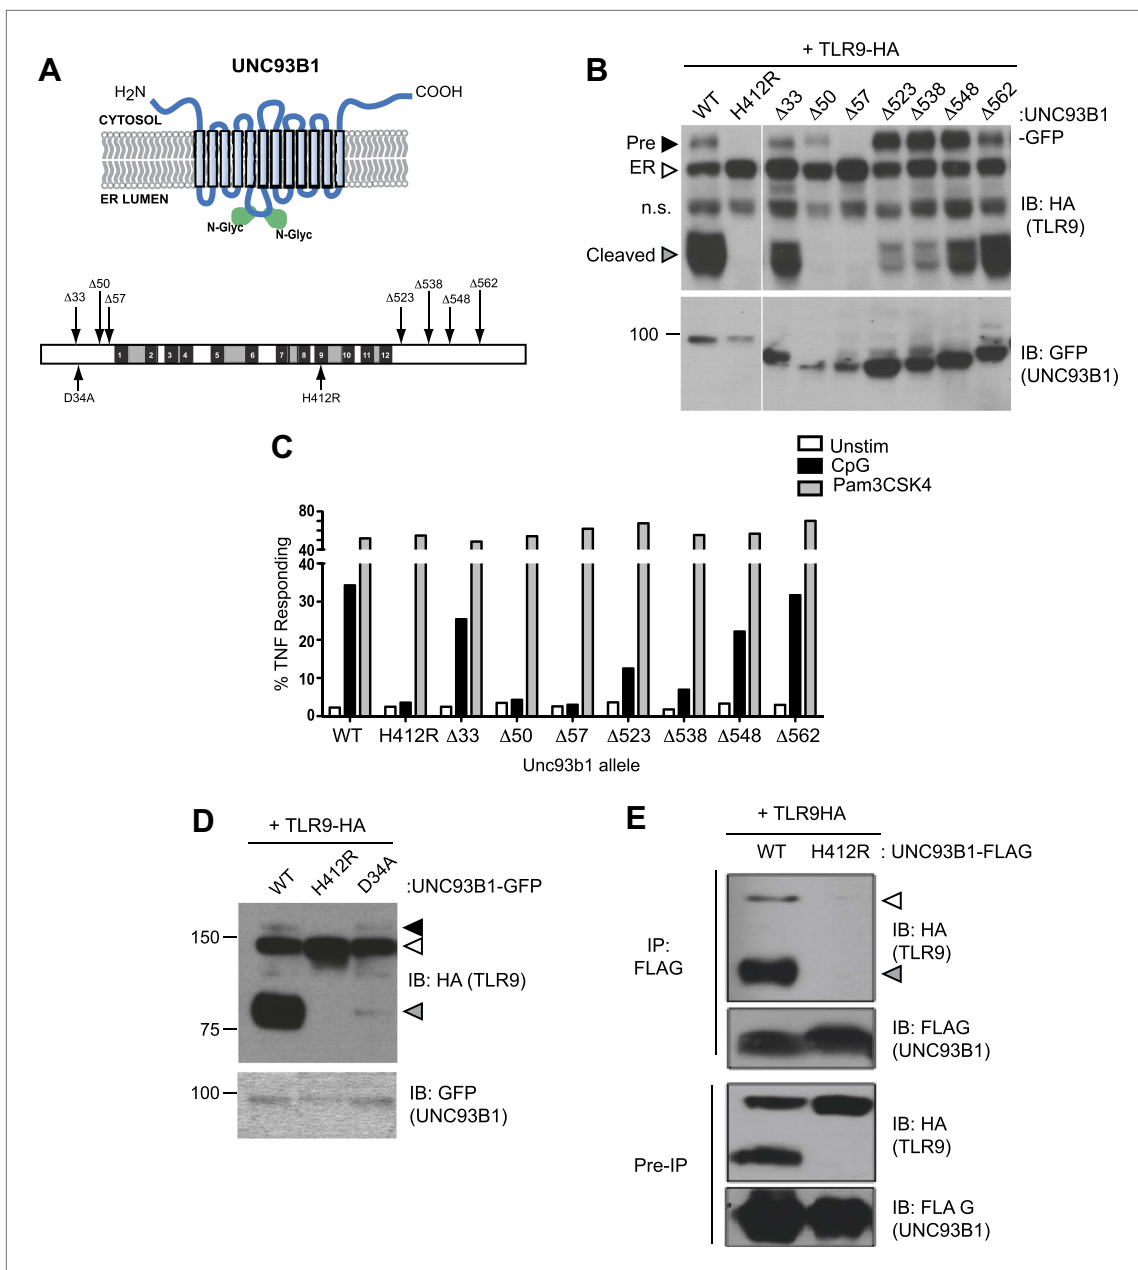 A
UNC93B1
H2N
COOH
CYTOSOL
ER LUMEN
N-Glyc
N-Glyc
Δ33
Δ50
Δ57
Δ523
Δ538
Δ548
Δ562
1 2 3 4 5 6 7 8 9 10 11 12
D34A
H412R
B
+ TLR9-HA
WT H412R Δ33 Δ50 Δ57 Δ523 Δ538 Δ548 Δ562
:UNC93B1
-GFP
Pre
ER
n.s.
Cleaved
IB: HA
(TLR9)
100
IB: GFP
(UNC93B1)
C
Unstim
CpG
Pam3CSK4
% TNF Responding
80
40
40
30
20
10
0
WT H412R Δ33 Δ50 Δ57 Δ523 Δ538 Δ548 Δ562
Unc93b1 allele
D
+ TLR9-HA
WT H412R D34A
:UNC93B1-GFP
150
IB: HA (TLR9)
75
100
IB: GFP
(UNC93B1)
E
+ TLR9HA
WT H412R : UNC93B1-FLAG
IP:
FLAG
IB: HA
(TLR9)
IB: FLAG
(UNC93B1)
Pre-IP
IB: HA
(TLR9)
IB: FLA G
(UNC93B1)